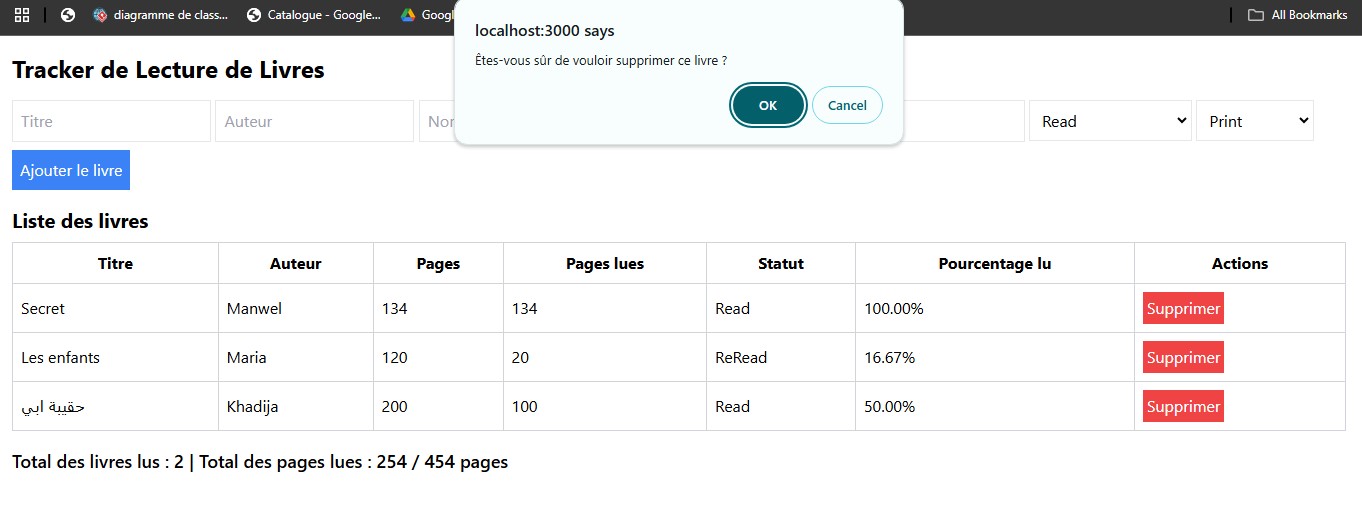 diagramme de class... Catalogue - Google... Googl All Bookmarks
localhost:3000 says
Êtes-vous sûr de vouloir supprimer ce livre ?
OK Cancel
Tracker de Lecture de Livres
Titre Auteur Read Print
Ajouter le livre
Liste des livres
Titre Auteur Pages Pages lues Statut Pourcentage lu Actions
Secret Manwel 134 134 Read 100.00% Supprimer
Les enfants Maria 120 20 ReRead 16.67% Supprimer
حقيبة ابي Khadija 200 100 Read 50.00% Supprimer
Total des livres lus : 2 | Total des pages lues : 254 / 454 pages